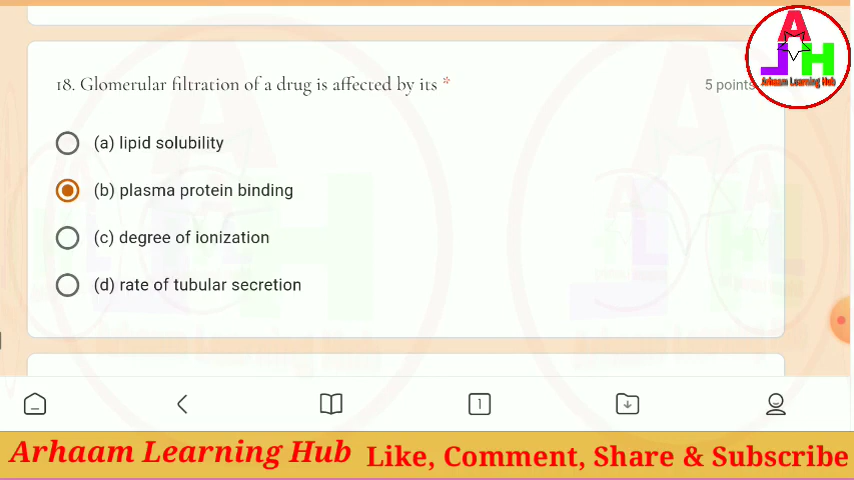 18. Glomerular filtration of a drug is affected by its *
5 points
(a) lipid solubility
(b) plasma protein binding
(c) degree of ionization
(d) rate of tubular secretion
A
J H
Arhaam Learning Hub
1
Arhaam Learning Hub Like, Comment, Share & Subscribe